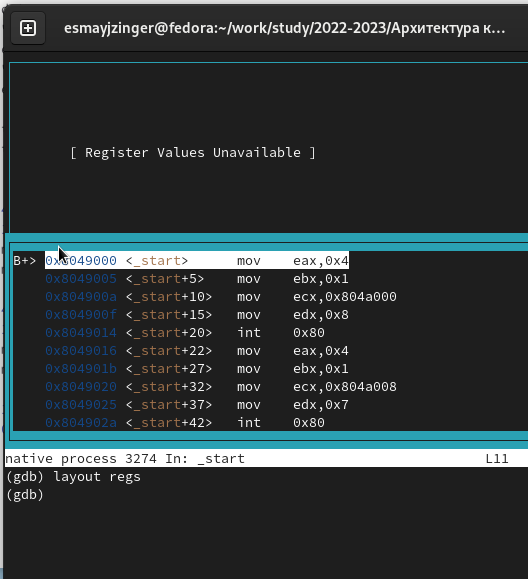 esmayjzinger@fedora:~/work/study/2022-2023/Архитектура к…
[ Register Values Unavailable ]
B+> 0x8049000 <_start>      mov    eax,0x4
0x8049005 <_start+5>    mov    ebx,0x1
0x804900a <_start+10>   mov    ecx,0x804a000
0x804900f <_start+15>   mov    edx,0x8
0x8049014 <_start+20>   int    0x80
0x8049016 <_start+22>   mov    eax,0x4
0x804901b <_start+27>   mov    ebx,0x1
0x8049020 <_start+32>   mov    ecx,0x804a008
0x8049025 <_start+37>   mov    edx,0x7
0x804902a <_start+42>   int    0x80
native process 3274 In: _start                              L11
(gdb) layout regs
(gdb)